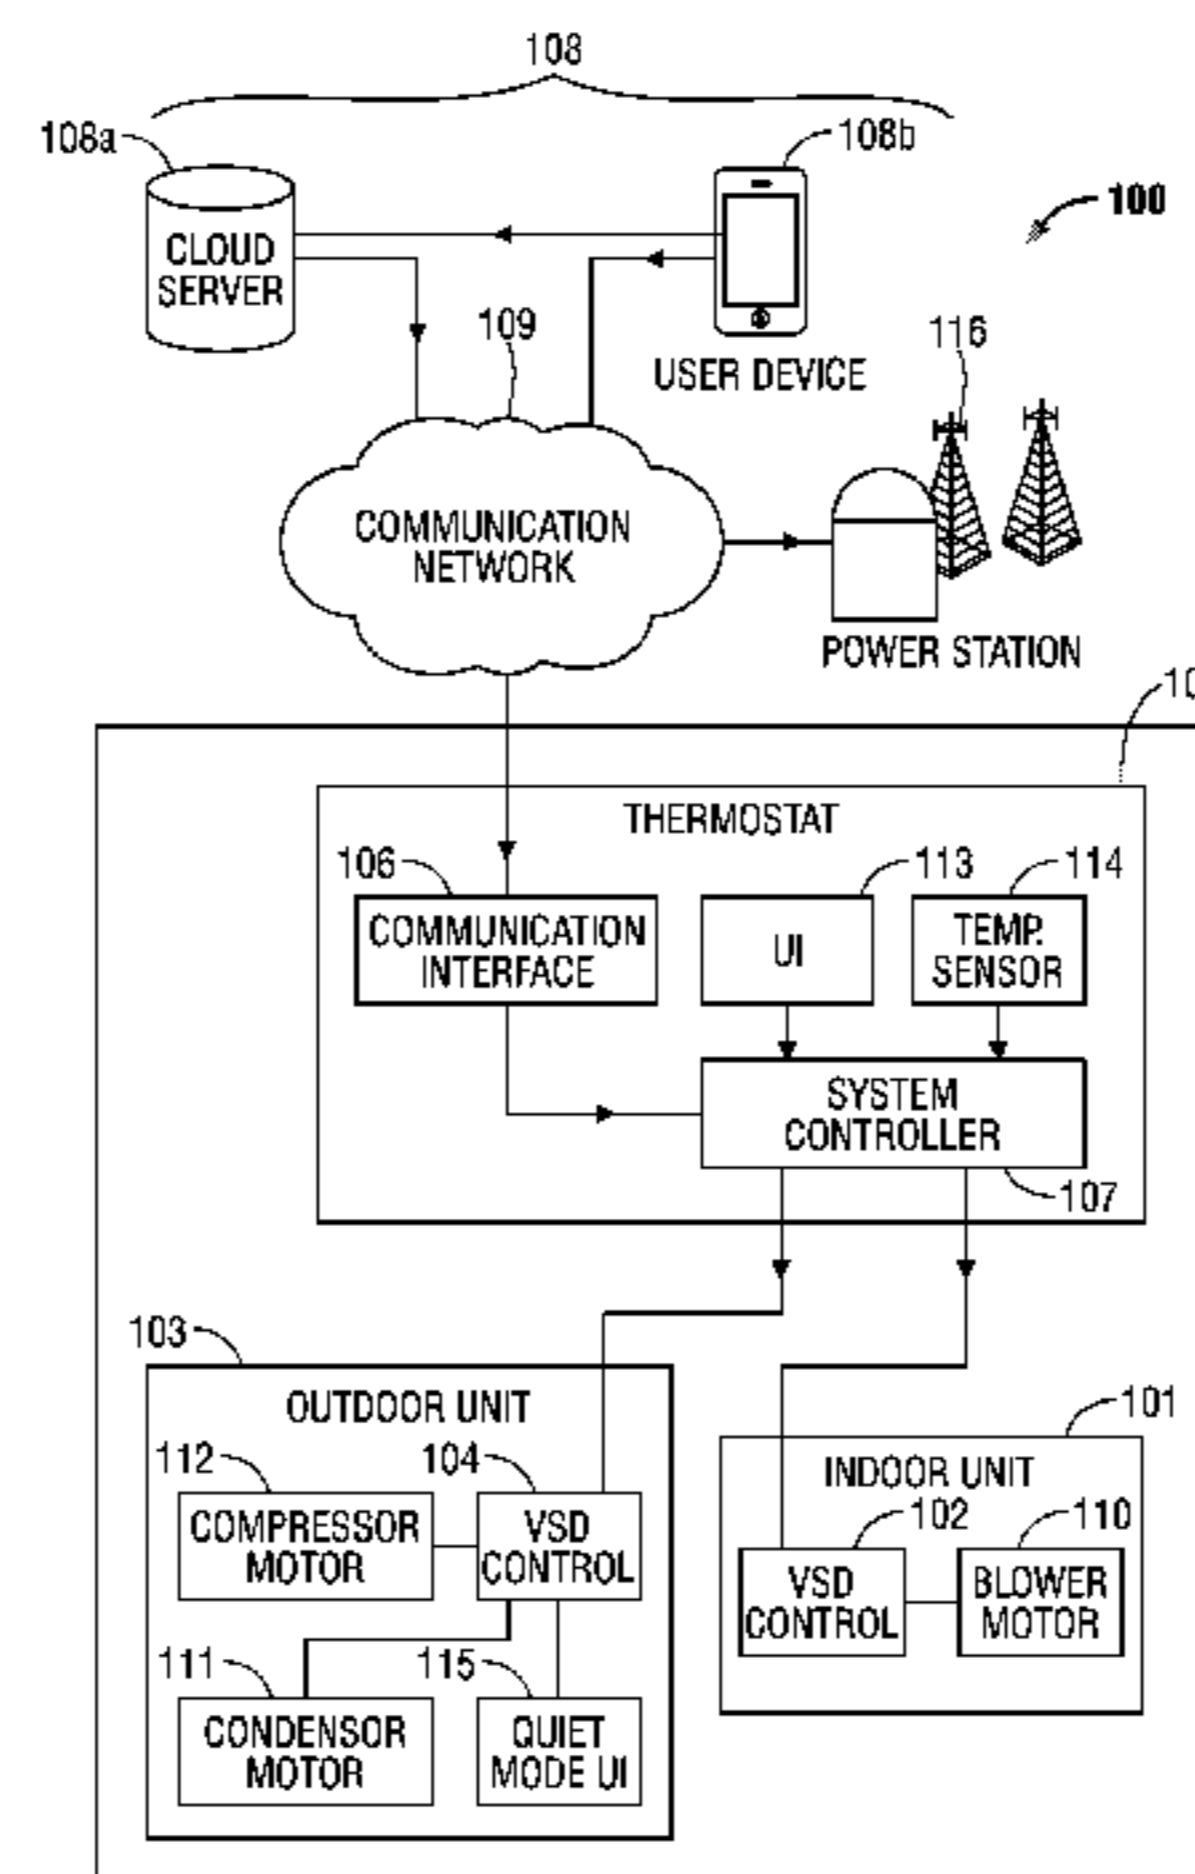 108
108a
108b
100
CLOUD
SERVER
109
116
USER DEVICE
COMMUNICATION
NETWORK
POWER STATION
THERMOSTAT
106
113
114
COMMUNICATION
INTERFACE
UI
TEMP.
SENSOR
SYSTEM
CONTROLLER
107
103
OUTDOOR UNIT
101
112
104
INDOOR UNIT
COMPRESSOR
MOTOR
VSD
CONTROL
102
110
VSD
CONTROL
BLOWER
MOTOR
111
115
CONDENSOR
MOTOR
QUIET
MODE UI